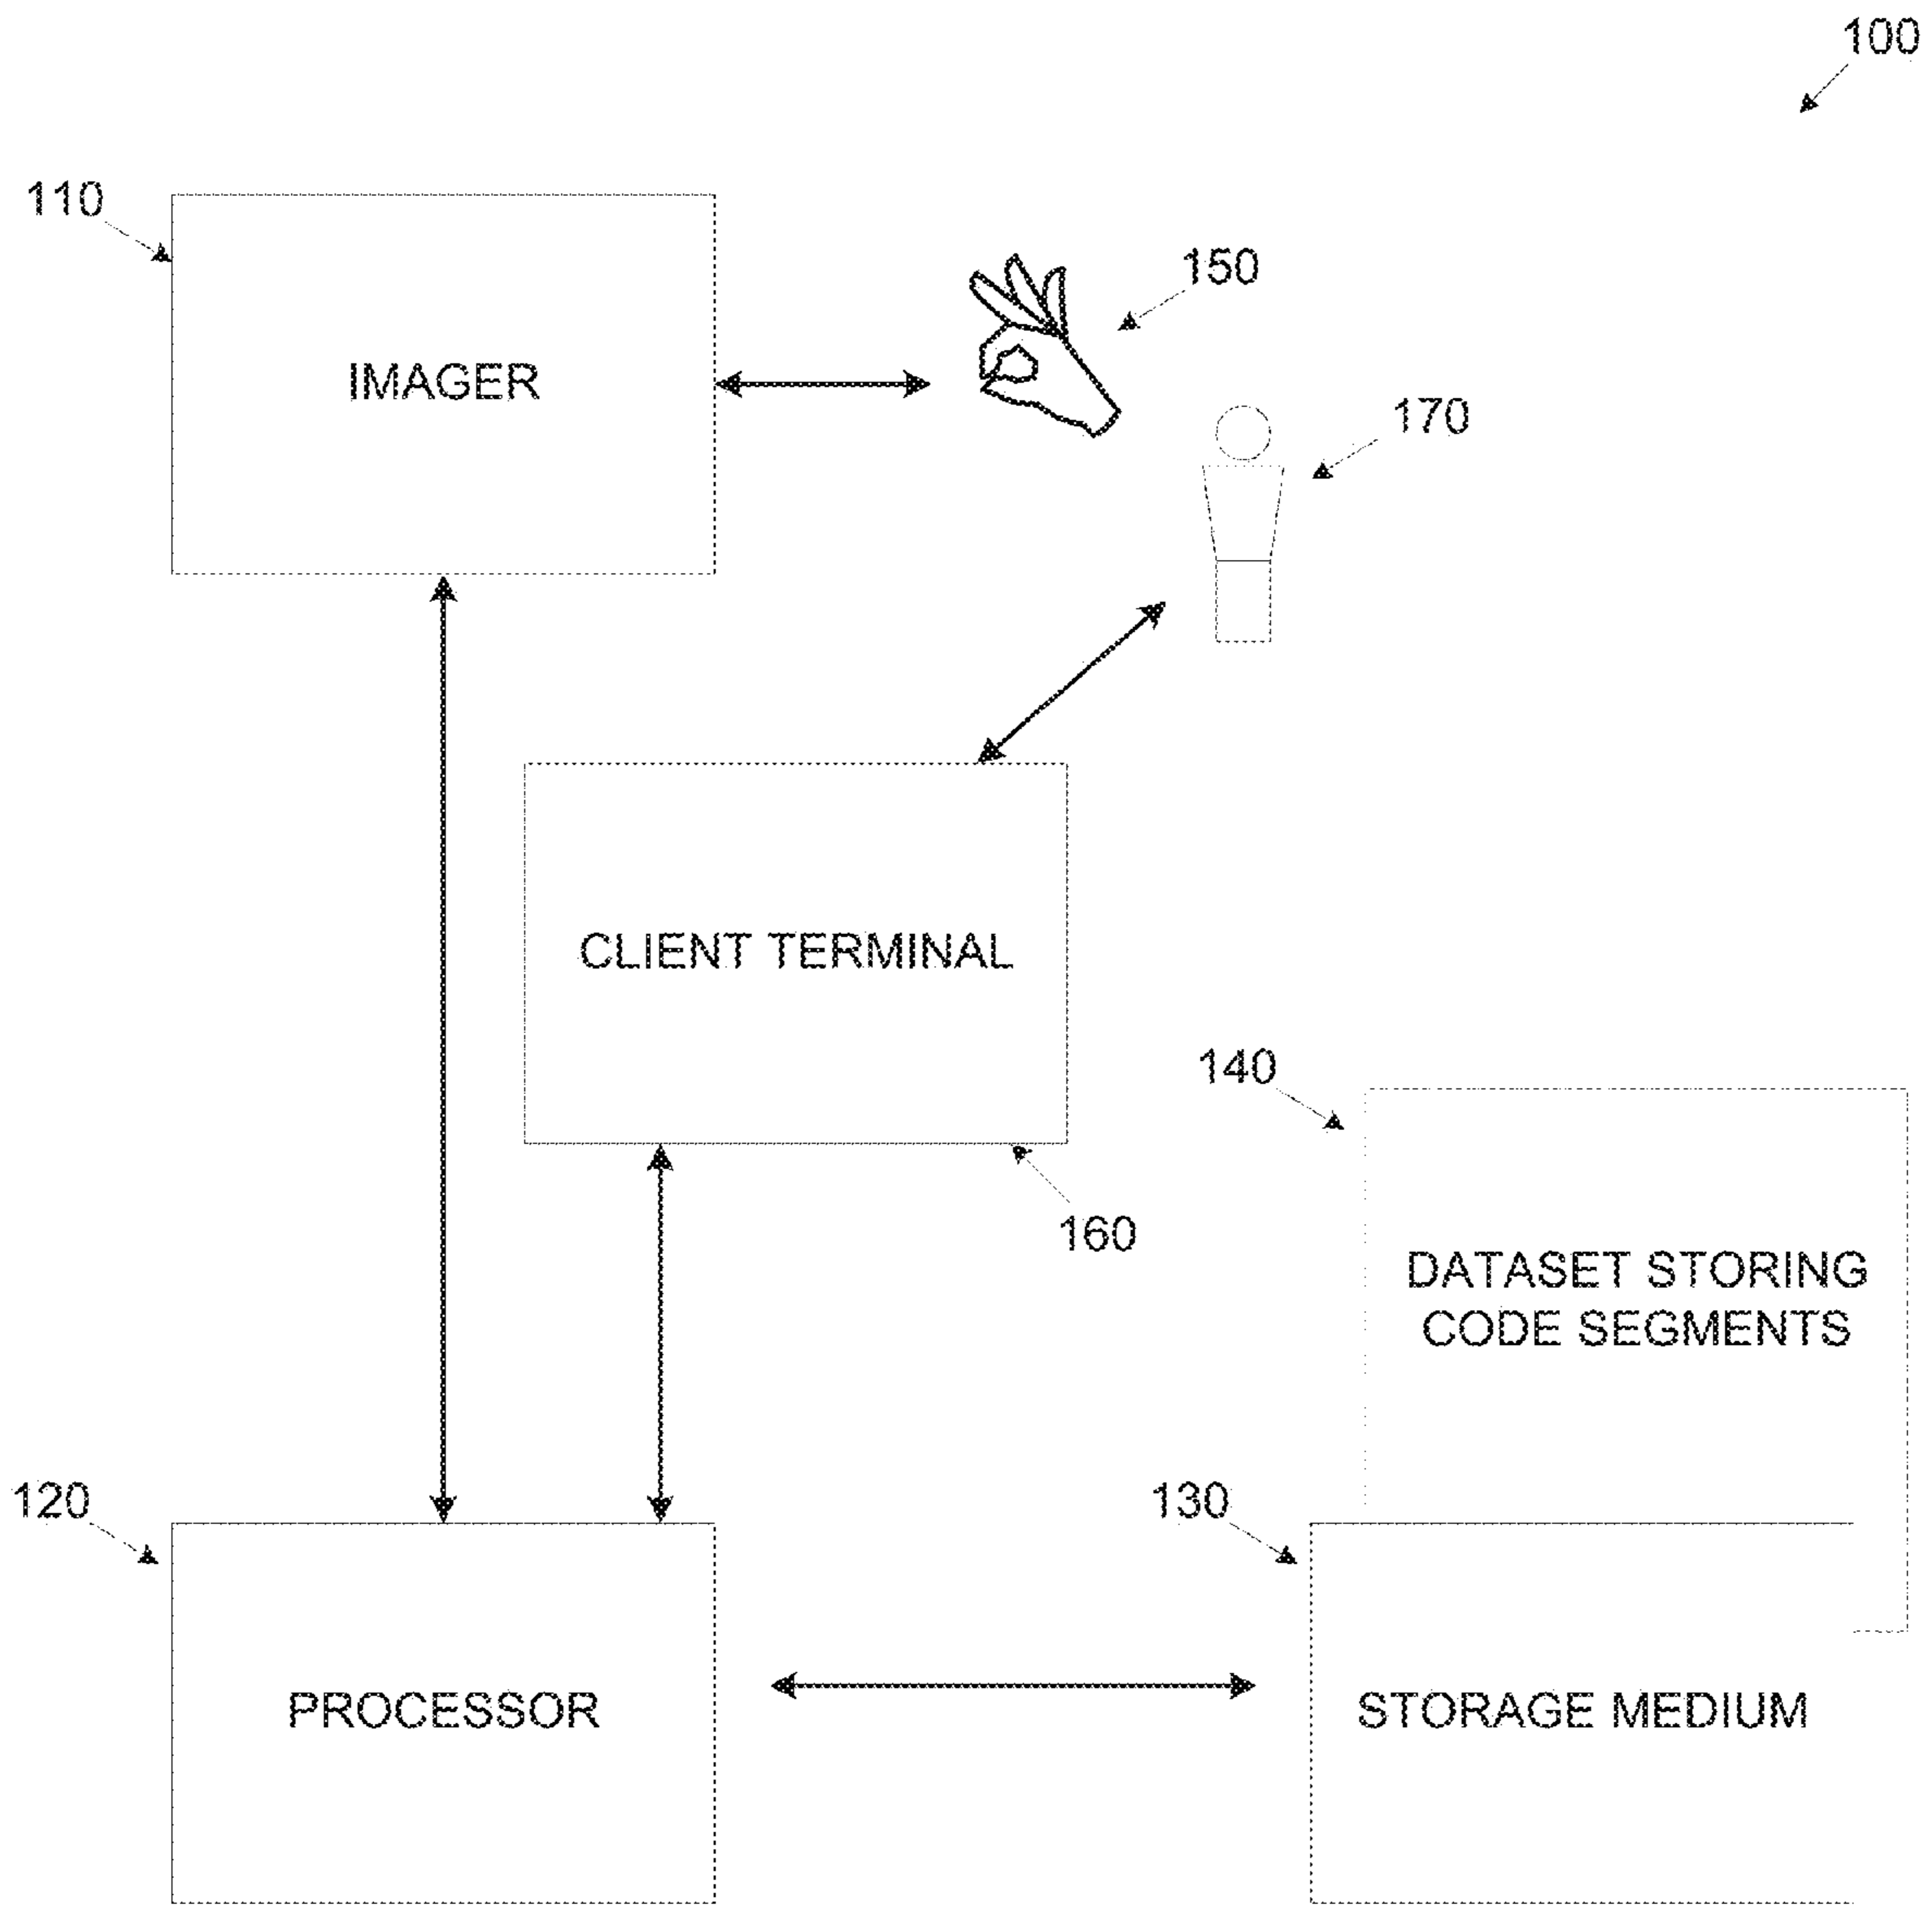 100
110
IMAGER
150
170
CLIENT TERMINAL
140
160
DATASET STORING
CODE SEGMENTS
120
130
PROCESSOR
STORAGE MEDIUM